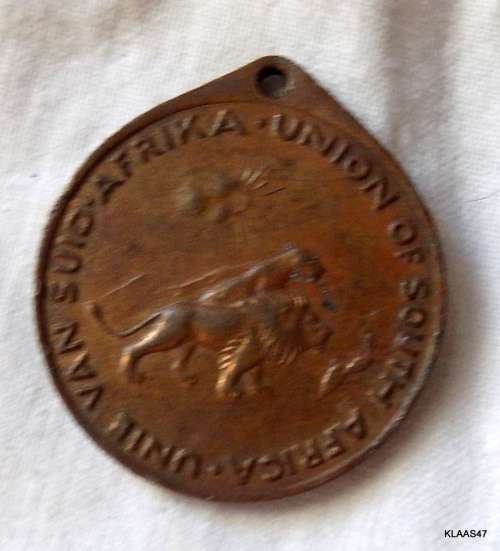 UNION OF SOUTH AFRICA · UNIE VAN SUID-AFRIKA ·
KLAAS47